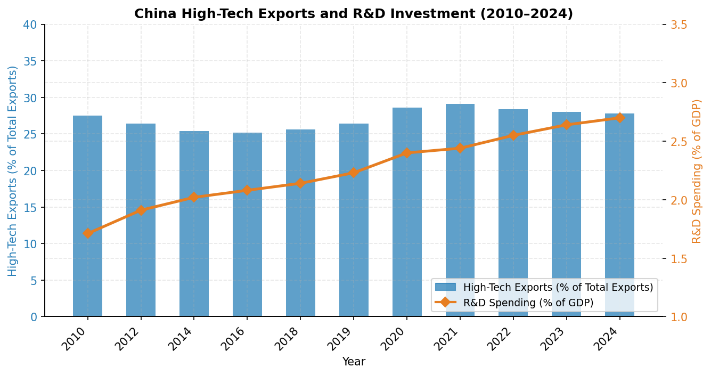 China High-Tech Exports and R&D Investment (2010–2024)
High-Tech Exports (% of Total Exports)
40
35
30
25
20
15
10
5
0
3.5
3.0
2.5
2.0
1.5
1.0
R&D Spending (% of GDP)
High-Tech Exports (% of Total Exports)
R&D Spending (% of GDP)
2010 2012 2014 2016 2018 2019 2020 2021 2022 2023 2024
Year